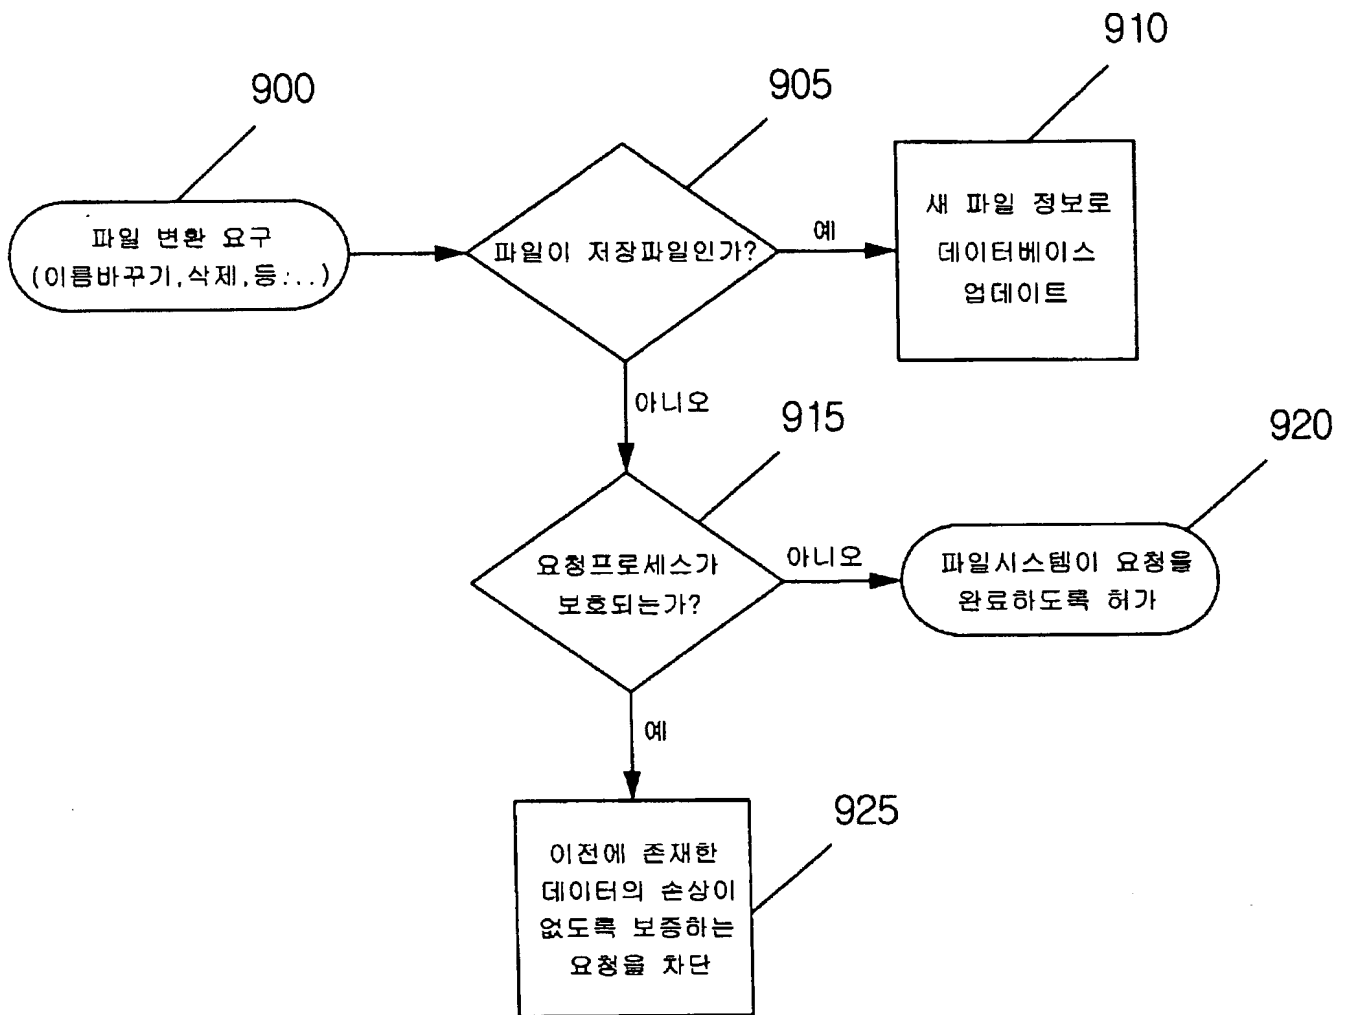 900
파일 변환 요구
(이름바꾸기,삭제,등:..)
905
파일이 저장파일인가?
예
910
새 파일 정보로
데이터베이스
업데이트
아니오
915
요청프로세스가
보호되는가?
아니오
920
파일시스템이 요청을
완료하도록 허가
예
925
이전에 존재한
데이터의 손상이
없도록 보증하는
요청을 차단